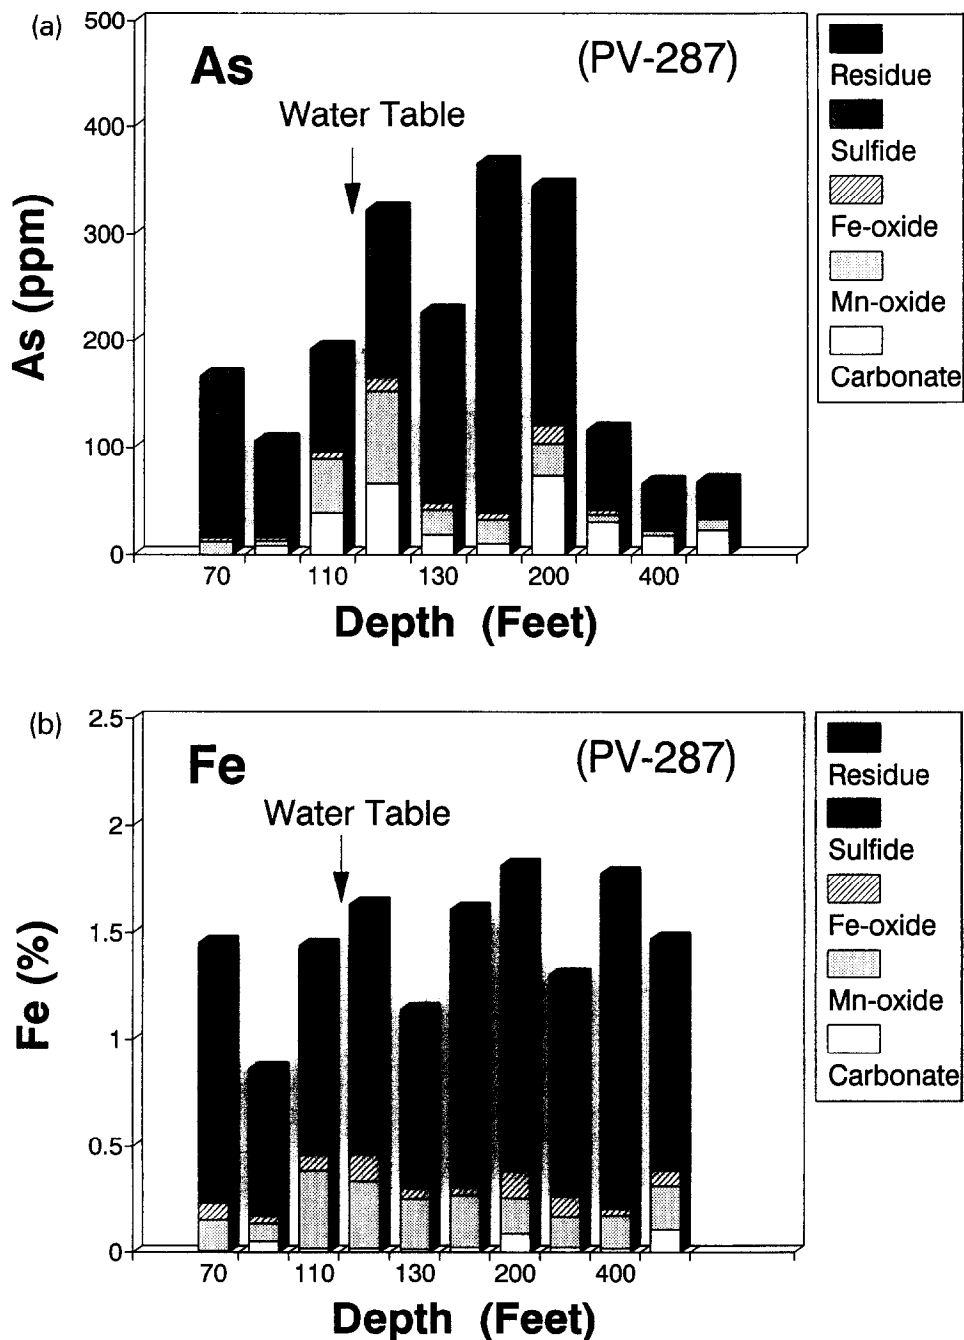 (a)
500
400
300
200
100
0
As (ppm)
As
(PV-287)
Water Table
70 110 130 200 400
Depth (Feet)
Residue
Sulfide
Fe-oxide
Mn-oxide
Carbonate
(b)
2.5
2
1.5
1
0.5
0
Fe (%)
Fe
(PV-287)
Water Table
70 110 130 200 400
Depth (Feet)
Residue
Sulfide
Fe-oxide
Mn-oxide
Carbonate